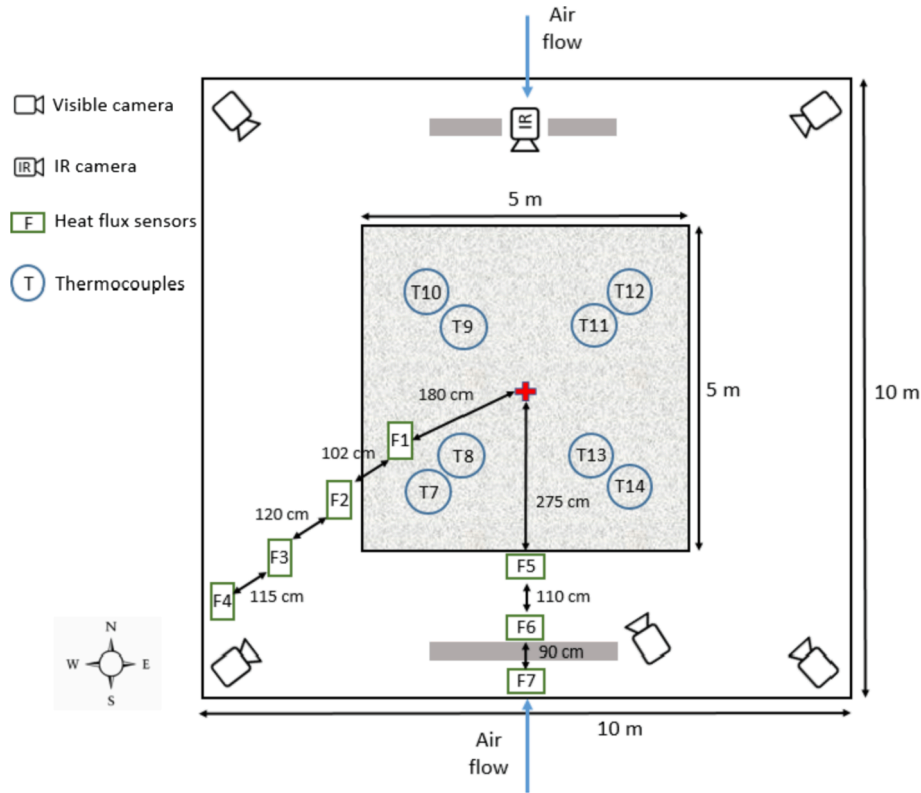 Air
flow
Visible camera
IR
IR
IR camera
5 m
F
Heat flux sensors
T
Thermocouples
T10
T12
T9
T11
180 cm
5 m
10 m
F1
102 cm
T8
T13
F2
T7
T14
275 cm
120 cm
F3
F5
115 cm
110 cm
F4
F6
N
90 cm
W
E
F7
S
10 m
Air
flow